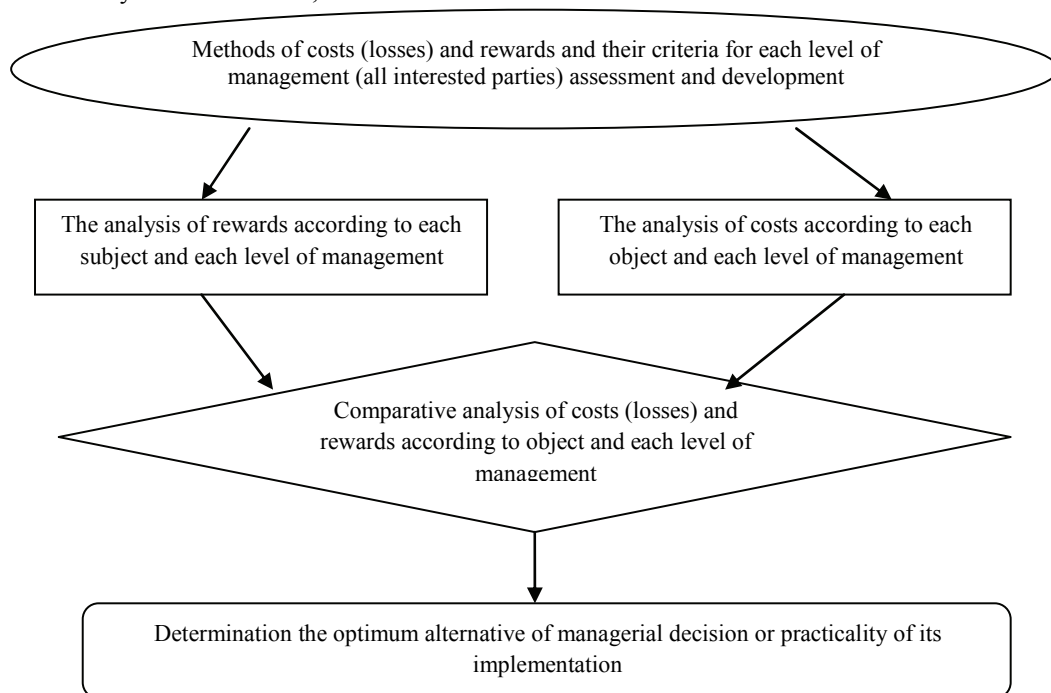 Methods of costs (losses) and rewards and their criteria for each level of
management (all interested parties) assessment and development
The analysis of rewards according to each
subject and each level of management
The analysis of costs according to each
object and each level of management
Comparative analysis of costs (losses) and
rewards according to object and each level of
management
Determination the optimum alternative of managerial decision or practicality of its
implementation